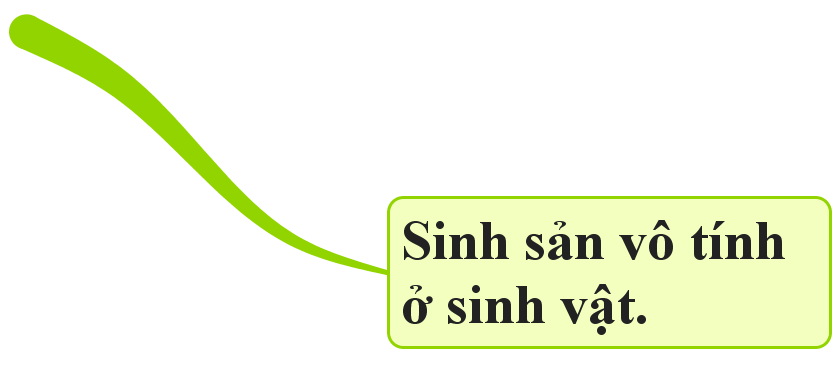 Sinh sản vô tính
ở sinh vật.